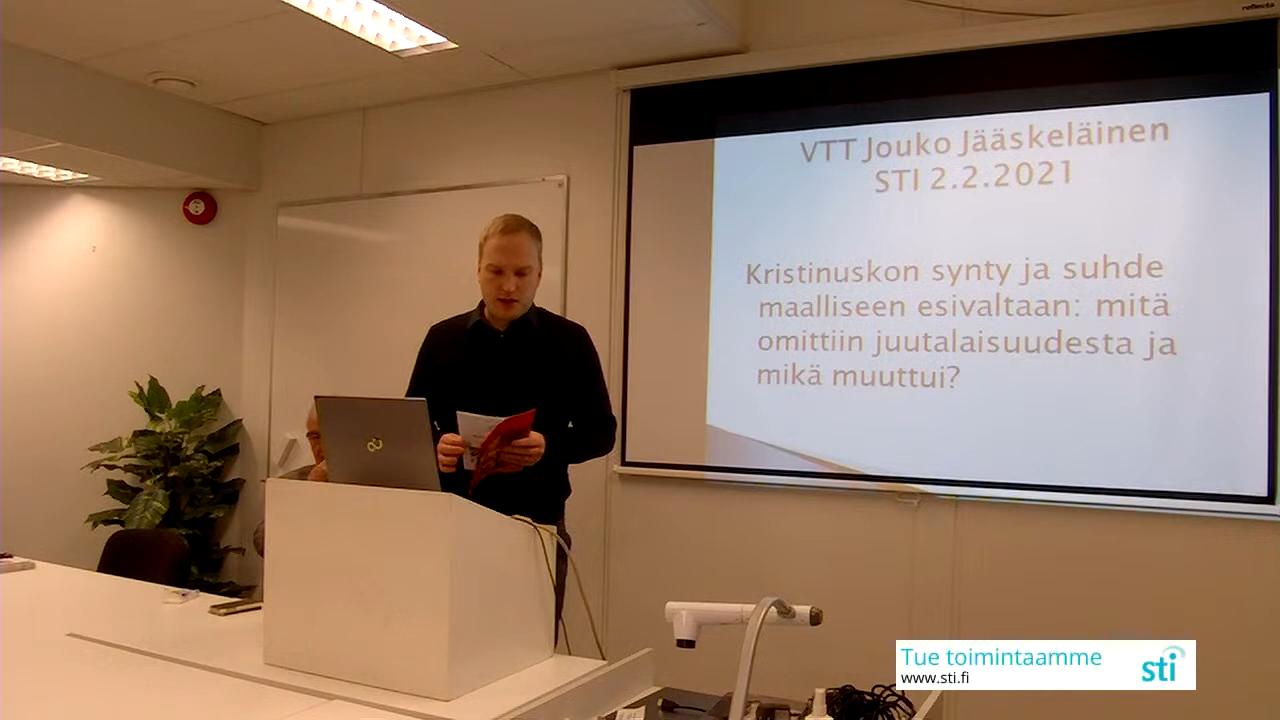 reflecta
VTT Jouko Jääskeläinen
STI 2.2.2021
Kristinuskon synty ja suhde
maalliseen esivaltaan: mitä
omittiin juutalaisuudesta ja
mikä muuttui?
Tue toimintaamme
www.sti.fi
sti